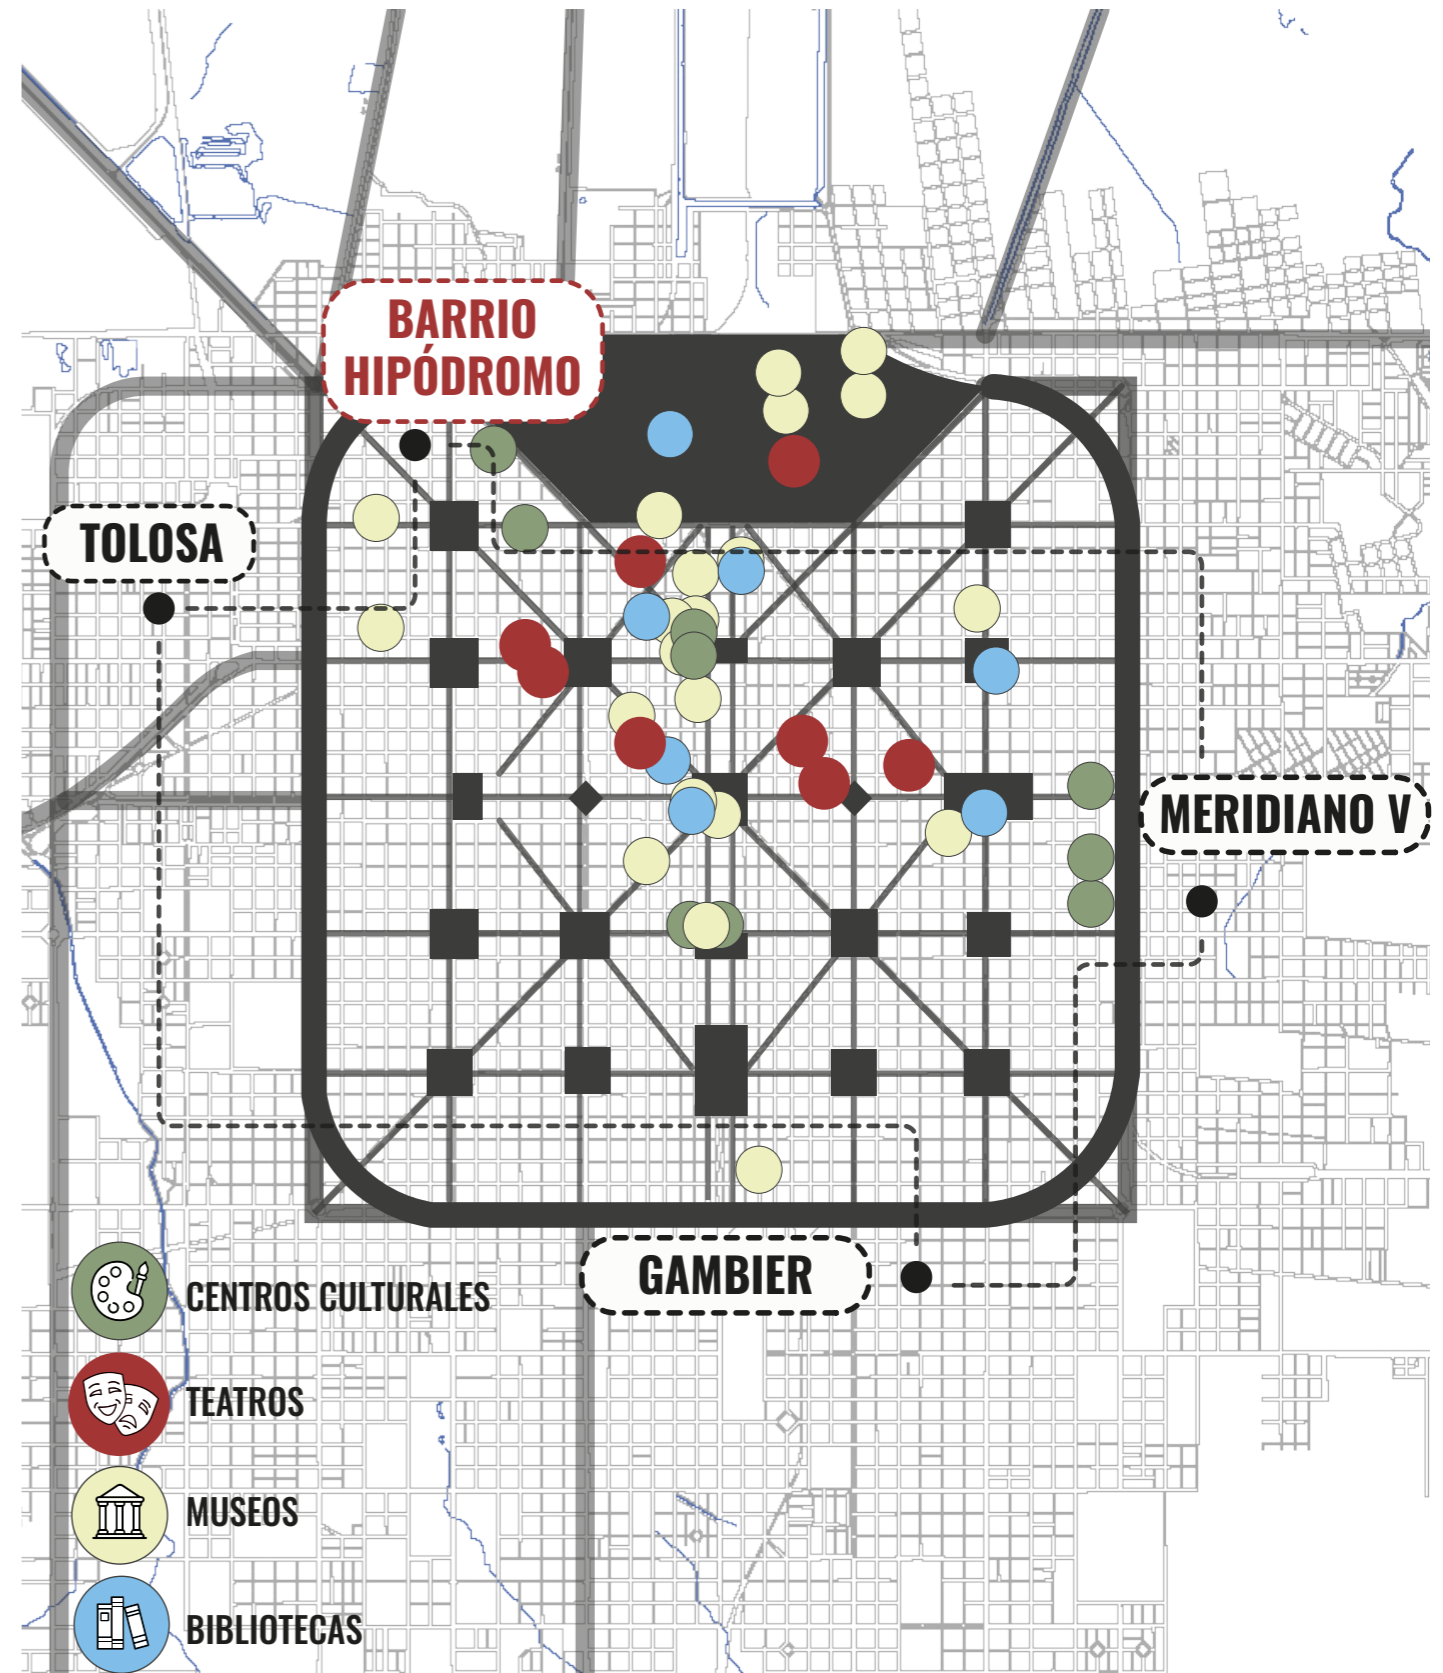 BARRIO
HIPÓDROMO
TOLOSA
MERIDIANO V
GAMBIER
CENTROS CULTURALES
TEATROS
MUSEOS
BIBLIOTECAS